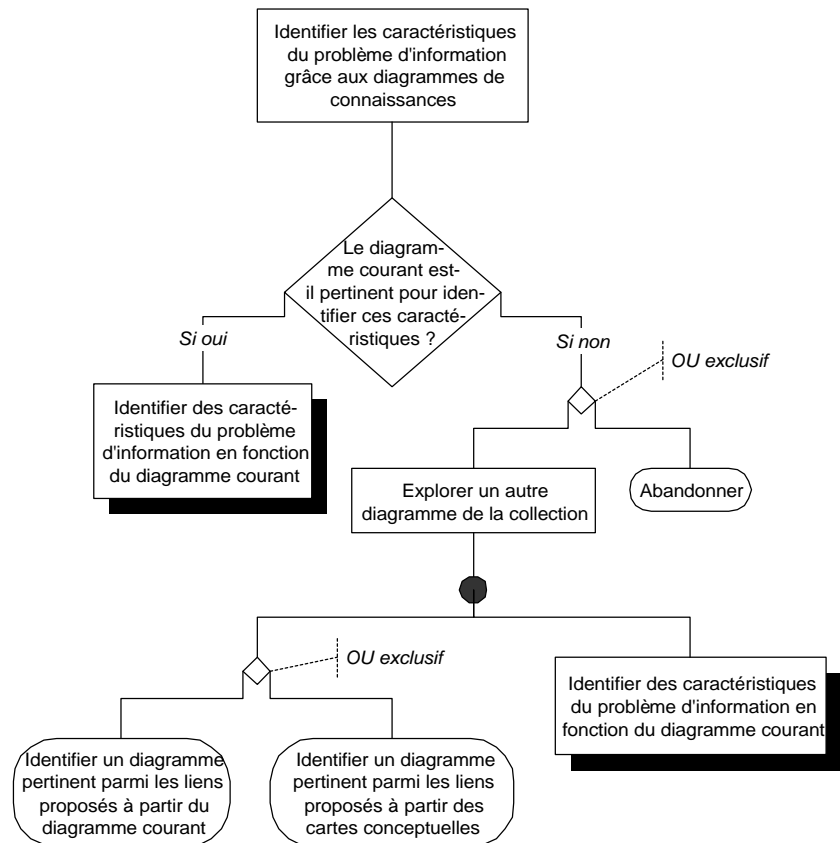 Identifier les caractéristiques
du problème d'information
grâce aux diagrammes de
connaissances
Le diagram-
me courant est-
il pertinent pour iden-
tifier ces caracté-
ristiques ?
Si oui
Si non
OU exclusif
Identifier des caracté-
ristiques du problème
d'information en fonction
du diagramme courant
Explorer un autre
diagramme de la collection
Abandonner
OU exclusif
Identifier des caractéristiques
du problème d'information en
fonction du diagramme courant
Identifier un diagramme
pertinent parmi les liens
proposés à partir du
diagramme courant
Identifier un diagramme
pertinent parmi les liens
proposés à partir des
cartes conceptuelles